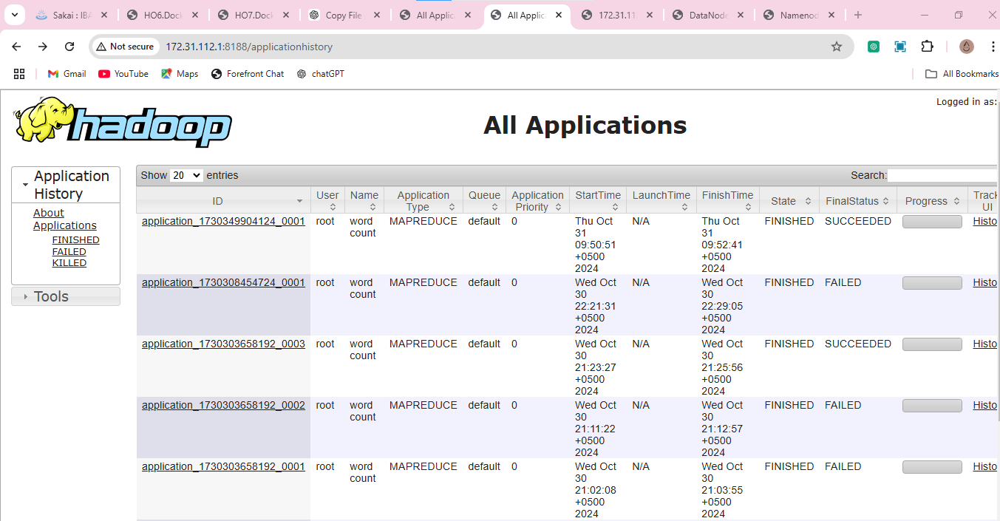 Sakai : IBA
HO6.Dock
HO7.Dock
Copy File
All Applic
All Applic
172.31.11
DataNode
Namenod
Not secure 172.31.112.1:8188/applicationhistory
Gmail YouTube Maps Forefront Chat chatGPT All Bookmarks
Logged in as:
hadoop
All Applications
Application
History
About
Applications
FINISHED
FAILED
KILLED
Tools
Show 20 entries Search:
ID User Name Application Type Queue Application Priority StartTime LaunchTime FinishTime State FinalStatus Progress Track UI
application_1730349904124_0001 root word MAPREDUCE default 0 Thu Oct N/A Thu Oct FINISHED SUCCEEDED Histo
count 31 31
09:50:51 09:52:41
+0500 +0500
2024 2024
application_1730308454724_0001 root word MAPREDUCE default 0 Wed Oct N/A Wed Oct FINISHED FAILED Histo
count 30 30
22:21:31 22:29:05
+0500 +0500
2024 2024
application_1730303658192_0003 root word MAPREDUCE default 0 Wed Oct N/A Wed Oct FINISHED SUCCEEDED Histo
count 30 30
21:23:27 21:25:56
+0500 +0500
2024 2024
application_1730303658192_0002 root word MAPREDUCE default 0 Wed Oct N/A Wed Oct FINISHED FAILED Histo
count 30 30
21:11:22 21:12:57
+0500 +0500
2024 2024
application_1730303658192_0001 root word MAPREDUCE default 0 Wed Oct N/A Wed Oct FINISHED FAILED Histo
count 30 30
21:02:08 21:03:55
+0500 +0500
2024 2024